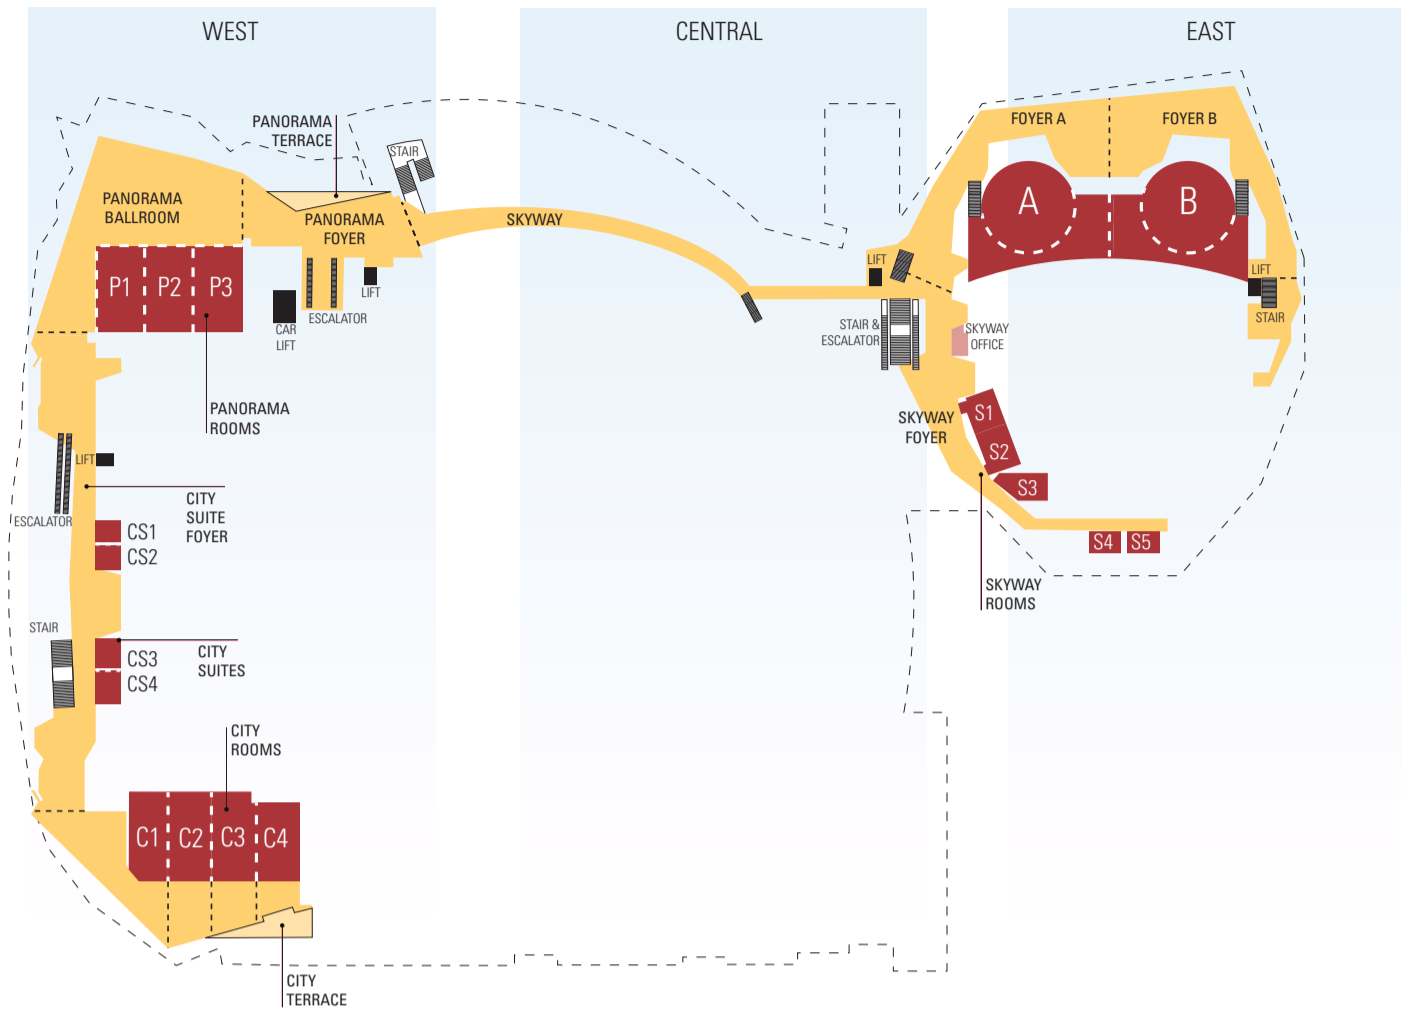 WEST
CENTRAL
EAST
PANORAMA
TERRACE
STAIR
FOYER A
FOYER B
PANORAMA
BALLROOM
PANORAMA
FOYER
SKYWAY
A
B
P1
P2
P3
LIFT
CAR
LIFT
ESCALATOR
LIFT
LIFT
STAIR
STAIR &
ESCALATOR
SKYWAY
OFFICE
PANORAMA
ROOMS
SKYWAY
FOYER
S1
S2
S3
S4
S5
SKYWAY
ROOMS
LIFT
ESCALATOR
CITY
SUITE
FOYER
CS1
CS2
STAIR
CS3
CS4
CITY
SUITES
CITY
ROOMS
C1
C2
C3
C4
CITY
TERRACE